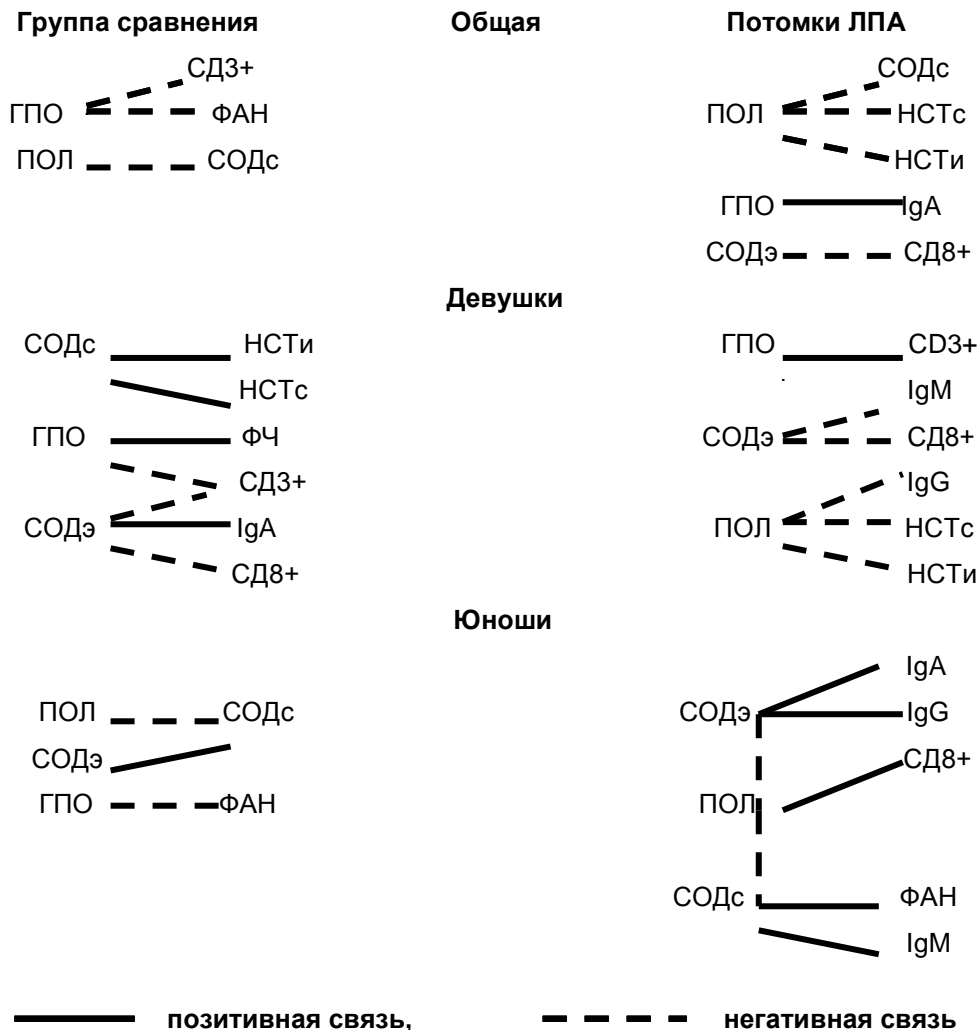 Группа сравнения Общая Потомки ЛПА
СД3+ СОДс
ГПО ФАН ПОЛ НСТс
ПОЛ СОДс НСТи
ГПО IgA
СОДэ СД8+
Девушки
СОДс НСТи ГПО CD3+
НСТс IgM
ГПО ФЧ СОДэ СД8+
СД3+ IgG
СОДэ IgA ПОЛ НСТс
СД8+ НСТи
Юноши
IgA
ПОЛ СОДс СОДэ IgG
СОДэ СД8+
ГПО ФАН ПОЛ
СОДс ФАН
IgM
позитивная связь, негативная связь